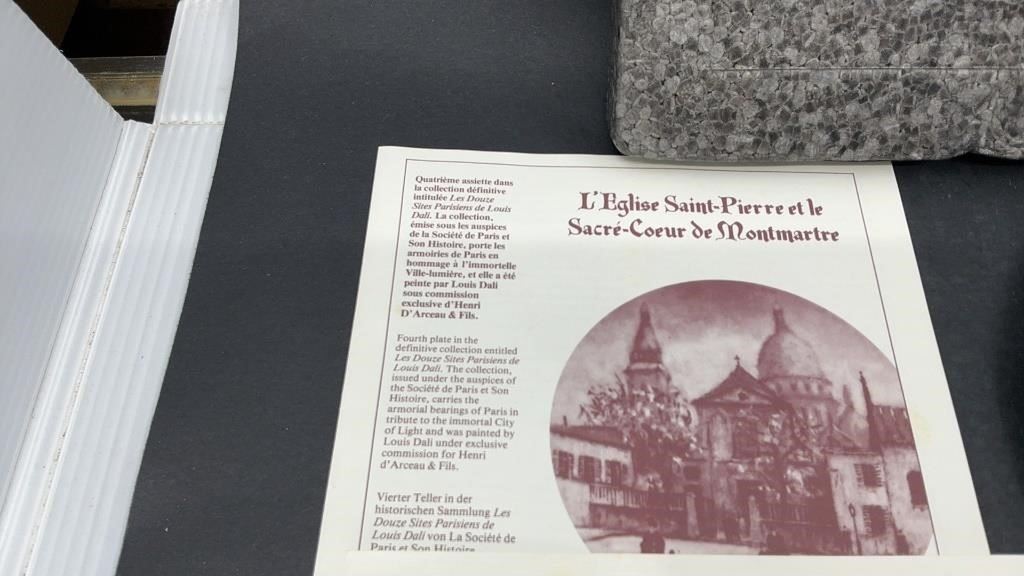 Quatrième assiette dans
la collection définitive
intitulée Les Douze
Sites Parisiens de Louis
Dali. La collection,
émise sous les auspices
de la Société de Paris et
Son Histoire, porte les
armoiries de Paris en
hommage à l'immortelle
Ville-lumière, et elle a été
peinte par Louis Dali
sous commission
exclusive d'Henri
D'Arceau & Fils.
Fourth plate in the
definitive collection entitled
Les Douze Sites Parisiens de
Louis Dali. The collection,
issued under the auspices of
the Société de Paris et Son
Histoire, carries the
armorial bearings of Paris in
tribute to the immortal City
of Light and was painted by
Louis Dali under exclusive
commission for Henri
d'Arceau & Fils.
Vierter Teller in der
historischen Sammlung Les
Douze Sites Parisiens de
Louis Dali von La Société de
Paris et Son Histoire
L'Eglise Saint-Pierre et le
Sacré-Coeur de Montmartre